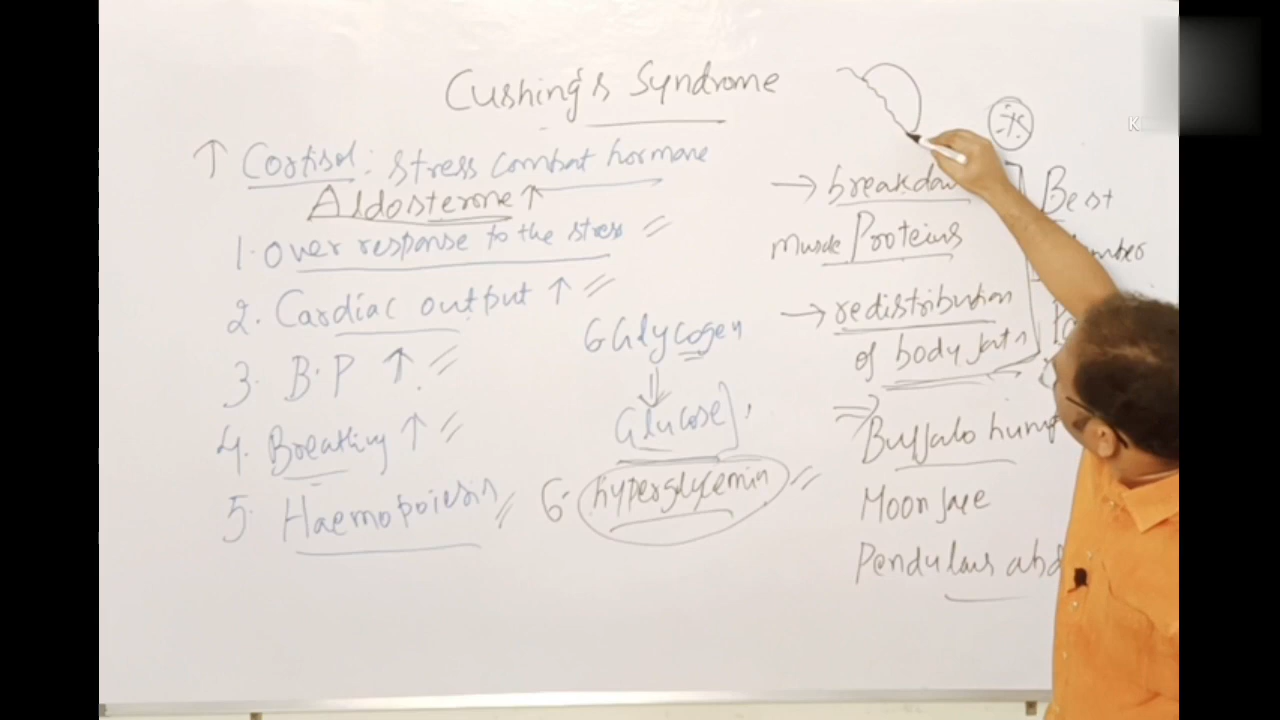 Cushing's Syndrome
↑ Cortisol: stress combat hormone
Aldosterone ↑
1. Over response to the stress
2. Cardiac output ↑
3. B.P ↑
4. Breathing ↑
5. Haemopoiesis
6 Glycogen
Glucose
6. hyperglycemia
→ breakdow
muscle Proteins
→ redistribution
of body fats
⇒ Buffalo hump
Moon face
Pendulous abd
Best
K